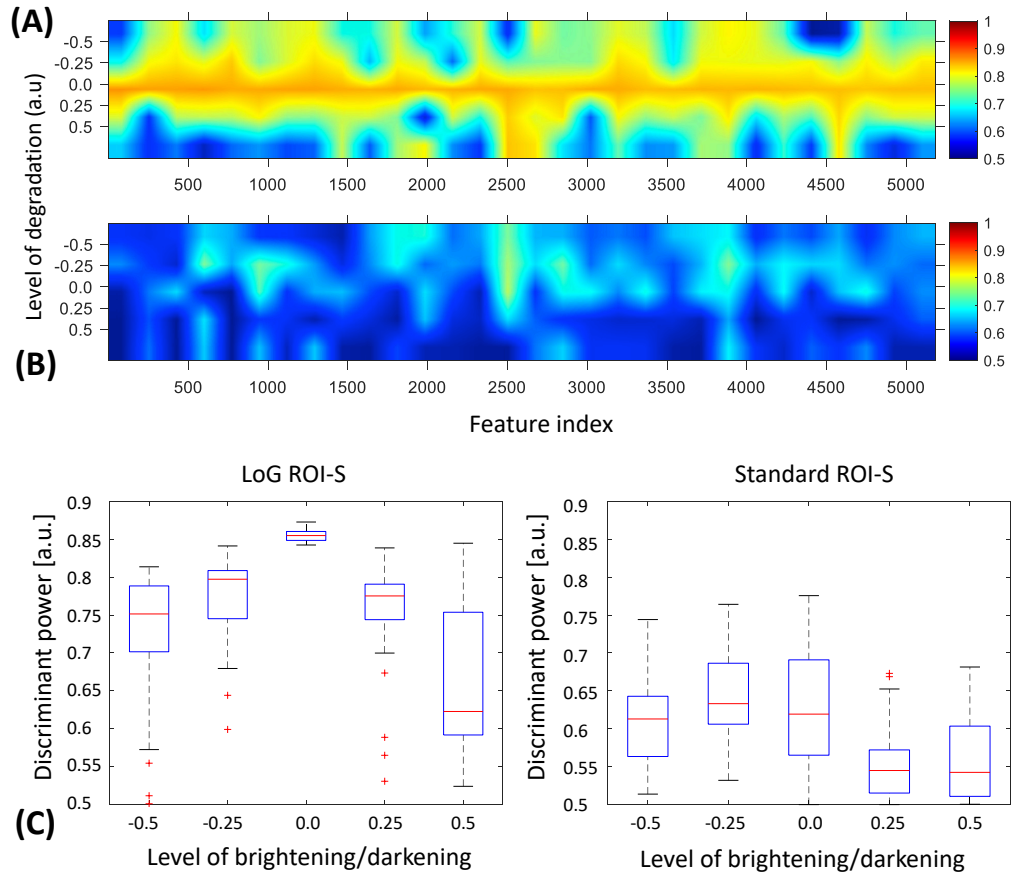 (A)
-0.5
-0.25
0.0
0.25
0.5
500 1000 1500 2000 2500 3000 3500 4000 4500 5000
1
0.9
0.8
0.7
0.6
0.5
Level of degradation (a.u)
(B)
-0.5
-0.25
0.0
0.25
0.5
500 1000 1500 2000 2500 3000 3500 4000 4500 5000
1
0.9
0.8
0.7
0.6
0.5
Feature index
(C)
LoG ROI-S
Discriminant power [a.u.]
0.9
0.85
0.8
0.75
0.7
0.65
0.6
0.55
0.5
-0.5 -0.25 0.0 0.25 0.5
Level of brightening/darkening
Standard ROI-S
Discriminant power [a.u.]
0.9
0.85
0.8
0.75
0.7
0.65
0.6
0.55
0.5
-0.5 -0.25 0.0 0.25 0.5
Level of brightening/darkening